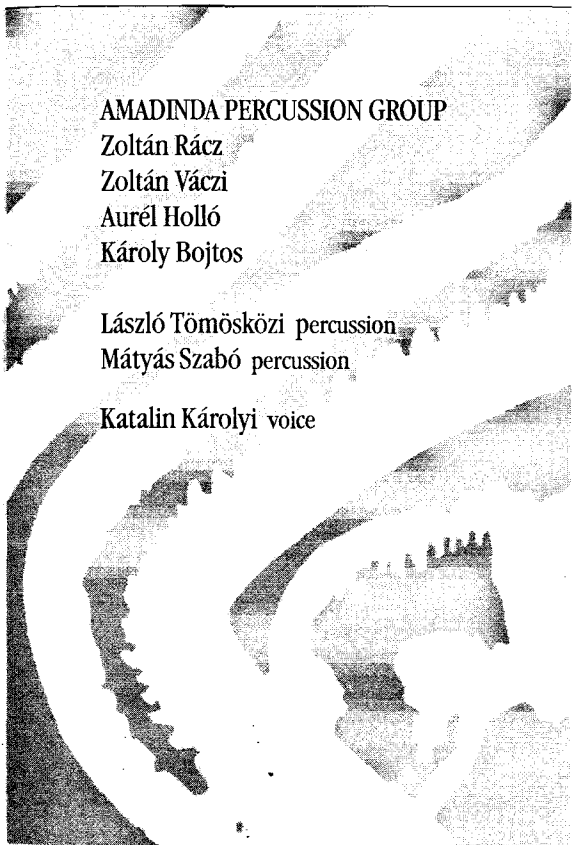 AMADINDA PERCUSSION GROUP
Zoltán Rácz
Zoltán Váczi
Aurél Holló
Károly Bojtos
László Tömösközi percussion
Mátyás Szabó percussion
Katalin Károlyi voice